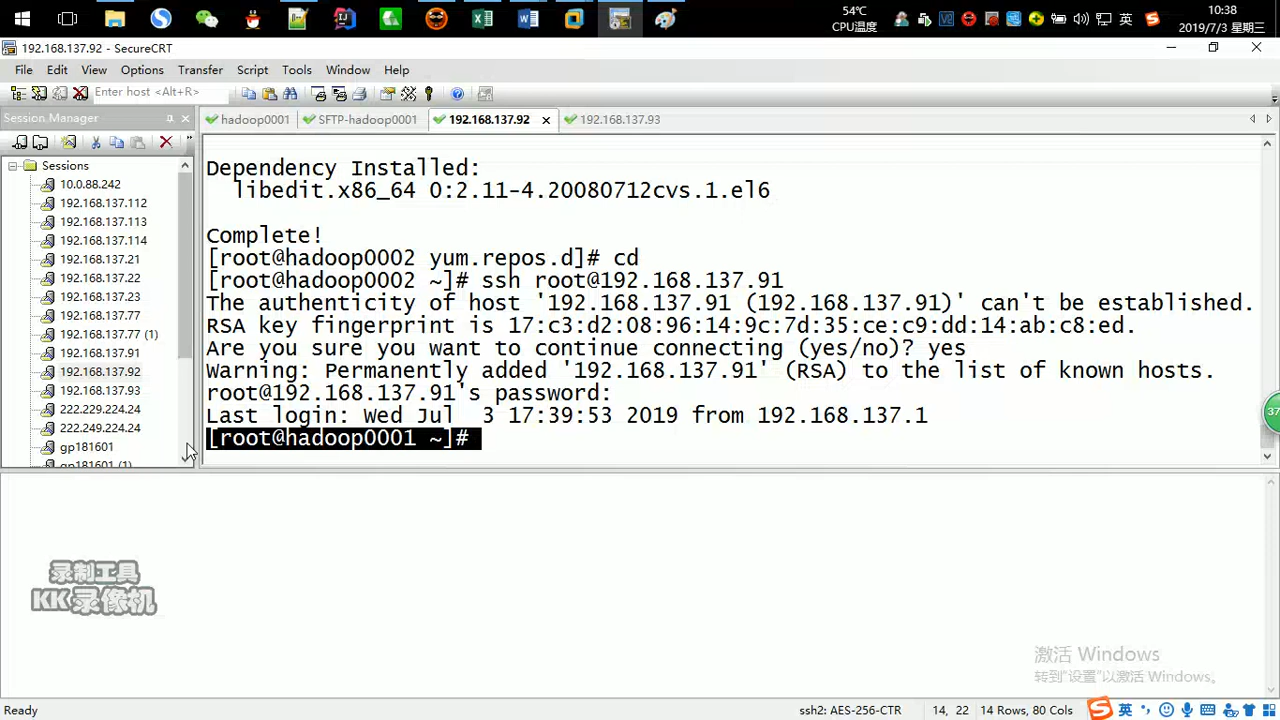 54℃
CPU温度
英
10:38
2019/7/3 星期三
192.168.137.92 - SecureCRT
File Edit View Options Transfer Script Tools Window Help
Enter host <Alt+R>
Session Manager
hadoop0001 SFTP-hadoop0001 192.168.137.92 192.168.137.93
Sessions
10.0.88.242
192.168.137.112
192.168.137.113
192.168.137.114
192.168.137.21
192.168.137.22
192.168.137.23
192.168.137.77
192.168.137.77 (1)
192.168.137.91
192.168.137.92
192.168.137.93
222.229.224.24
222.229.224.24
gp181601
gp181601 (1)
Dependency Installed:
libedit.x86_64 0:2.11-4.20080712cvs.1.el6
Complete!
[root@hadoop0002 yum.repos.d]# cd
[root@hadoop0002 ~]# ssh root@192.168.137.91
The authenticity of host '192.168.137.91 (192.168.137.91)' can't be established.
RSA key fingerprint is 17:c3:d2:08:96:14:9c:7d:35:ce:c9:dd:14:ab:c8:ed.
Are you sure you want to continue connecting (yes/no)? yes
Warning: Permanently added '192.168.137.91' (RSA) to the list of known hosts.
root@192.168.137.91's password:
Last login: Wed Jul  3 17:39:53 2019 from 192.168.137.1
[root@hadoop0001 ~]#
37
录制工具
KK录像机
激活 Windows
转到"设置"以激活 Windows。
Ready
ssh2: AES-256-CTR 14, 22 14 Rows, 80 Cols
英